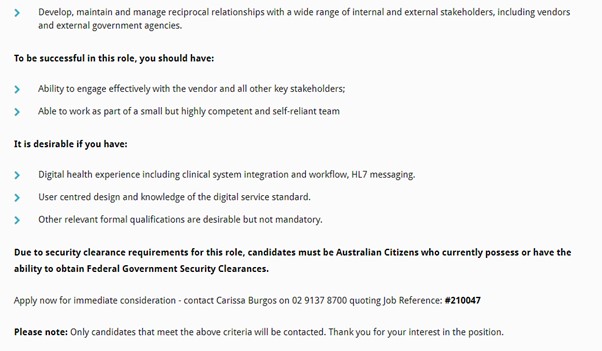 Develop, maintain and manage reciprocal relationships with a wide range of internal and external stakeholders, including vendors
and external government agencies.
To be successful in this role, you should have:
Ability to engage effectively with the vendor and all other key stakeholders;
Able to work as part of a small but highly competent and self-reliant team
It is desirable if you have:
Digital health experience including clinical system integration and workflow, HL7 messaging.
User centred design and knowledge of the digital service standard.
Other relevant formal qualifications are desirable but not mandatory.
Due to security clearance requirements for this role, candidates must be Australian Citizens who currently possess or have the
ability to obtain Federal Government Security Clearances.
Apply now for immediate consideration - contact Carissa Burgos on 02 9137 8700 quoting Job Reference: #210047
Please note: Only candidates that meet the above criteria will be contacted. Thank you for your interest in the position.